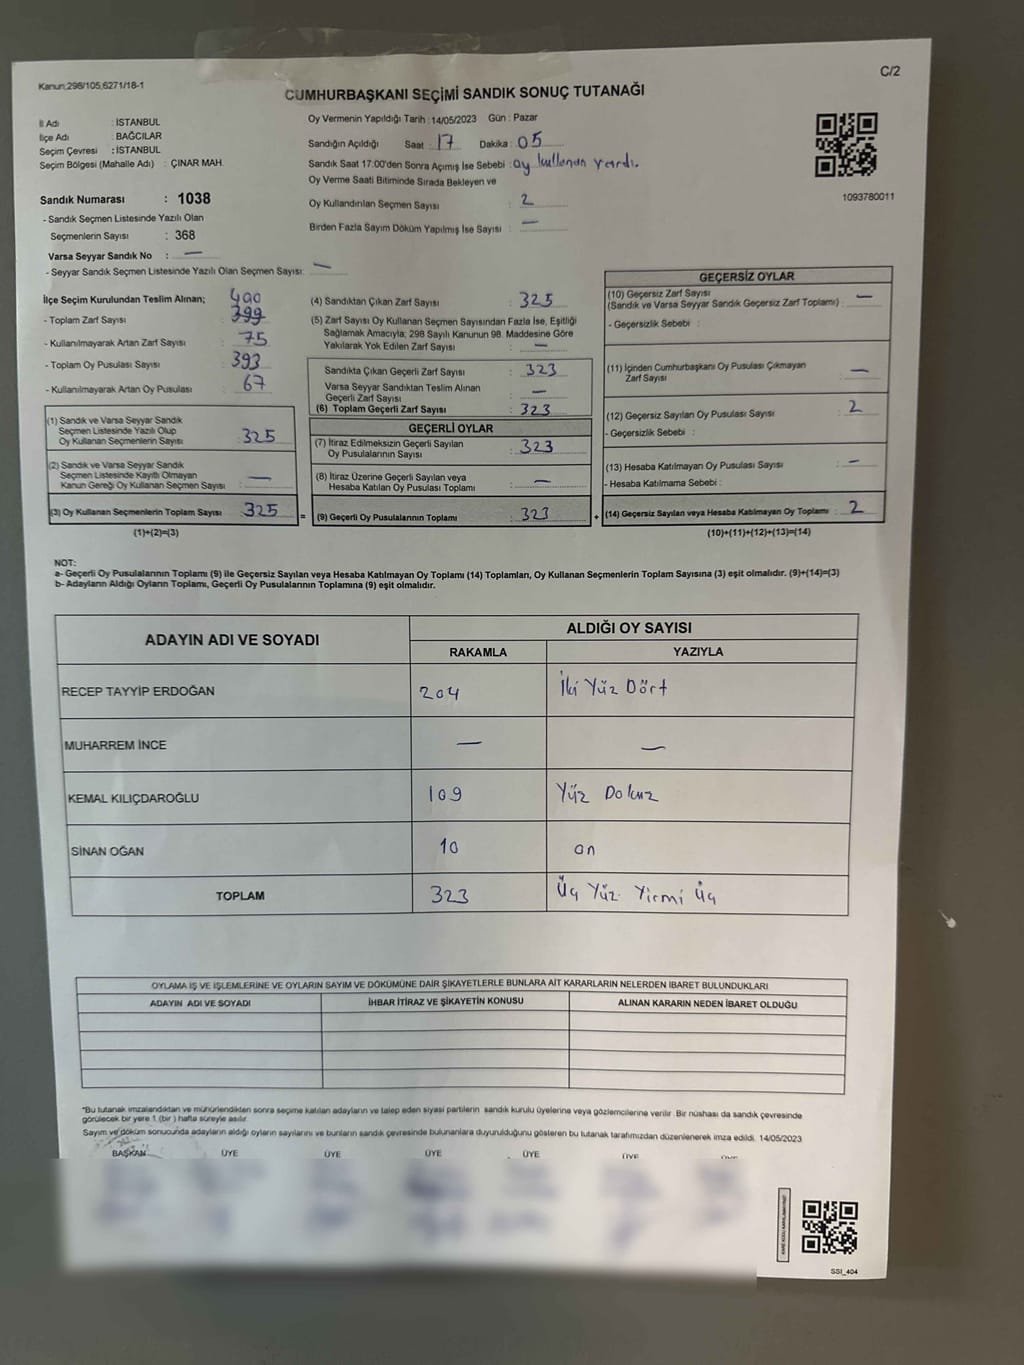 Kanun:298/105,6271/18-1
C/2
CUMHURBAŞKANI SEÇİMİ SANDIK SONUÇ TUTANAĞI
İl Adı : İSTANBUL
İlçe Adı : BAĞCILAR
Seçim Çevresi : İSTANBUL
Seçim Bölgesi (Mahalle Adı) : ÇINAR MAH.
Sandık Numarası : 1038
- Sandık Seçmen Listesinde Yazılı Olan
Seçmenlerin Sayısı : 368
Varsa Seyyar Sandık No : —
- Seyyar Sandık Seçmen Listesinde Yazılı Olan Seçmen Sayısı: —
Oy Vermenin Yapıldığı Tarih : 14/05/2023 Gün : Pazar
Sandığın Açıldığı Saat : 17 Dakika : 05
Sandık Saat 17:00'den Sonra Açımış İse Sebebi : oy kullanan vardı.
Oy Verme Saati Bitiminde Sırada Bekleyen ve
Oy Kullandırılan Seçmen Sayısı : 2
Birden Fazla Sayım Döküm Yapılmış İse Sayısı : —
1093780011
İlçe Seçim Kurulundan Teslim Alınan; 400
- Toplam Zarf Sayısı : 399
- Kullanılmayarak Artan Zarf Sayısı : 75
- Toplam Oy Pusulası Sayısı : 393
- Kullanılmayarak Artan Oy Pusulası : 67
(1) Sandık ve Varsa Seyyar Sandık
Seçmen Listesinde Yazılı Olup
Oy Kullanan Seçmenlerin Sayısı : 325
(2) Sandık ve Varsa Seyyar Sandık
Seçmen Listesinde Kayıtlı Olmayan
Kanun Gereği Oy Kullanan Seçmen Sayısı : —
(3) Oy Kullanan Seçmenlerin Toplam Sayısı : 325 =
(1)+(2)=(3)
(4) Sandıktan Çıkan Zarf Sayısı : 325
(5) Zarf Sayısı Oy Kullanan Seçmen Sayısından Fazla İse, Eşitliği
Sağlamak Amacıyla; 298 Sayılı Kanunun 98. Maddesine Göre
Yakılarak Yok Edilen Zarf Sayısı : —
Sandıkta Çıkan Geçerli Zarf Sayısı : 323
Varsa Seyyar Sandıktan Teslim Alınan
Geçerli Zarf Sayısı : —
(6) Toplam Geçerli Zarf Sayısı : 323
GEÇERLİ OYLAR
(7) İtiraz Edilmeksizin Geçerli Sayılan
Oy Pusulalarının Sayısı : 323
(8) İtiraz Üzerine Geçerli Sayılan veya
Hesaba Katılan Oy Pusulası Toplamı : —
(9) Geçerli Oy Pusulalarının Toplamı : 323 +
GEÇERSİZ OYLAR
(10) Geçersiz Zarf Sayısı
(Sandık ve Varsa Seyyar Sandık Geçersiz Zarf Toplamı) : —
- Geçersizlik Sebebi :
(11) İçinden Cumhurbaşkanı Oy Pusulası Çıkmayan
Zarf Sayısı : —
(12) Geçersiz Sayılan Oy Pusulası Sayısı : 2
- Geçersizlik Sebebi :
(13) Hesaba Katılmayan Oy Pusulası Sayısı : —
- Hesaba Katılmama Sebebi :
(14) Geçersiz Sayılan veya Hesaba Katılmayan Oy Toplamı : 2
(10)+(11)+(12)+(13)=(14)
NOT:
a- Geçerli Oy Pusulalarının Toplamı (9) ile Geçersiz Sayılan veya Hesaba Katılmayan Oy Toplamı (14) Toplamları, Oy Kullanan Seçmenlerin Toplam Sayısına (3) eşit olmalıdır. (9)+(14)=(3)
b- Adayların Aldığı Oyların Toplamı, Geçerli Oy Pusulalarının Toplamına (9) eşit olmalıdır.
ADAYIN ADI VE SOYADI ALDIĞI OY SAYISI
RAKAMLA YAZIYLA
RECEP TAYYİP ERDOĞAN 204 İki Yüz Dört
MUHARREM İNCE — —
KEMAL KILIÇDAROĞLU 109 Yüz Dokuz
SİNAN OĞAN 10 on
TOPLAM 323 Üç Yüz Yirmi Üç
OYLAMA İŞ VE İŞLEMLERİNE VE OYLARIN SAYIM VE DÖKÜMÜNE DAİR ŞİKAYETLERLE BUNLARA AİT KARARLARIN NELERDEN İBARET BULUNDUKLARI
ADAYIN ADI VE SOYADI İHBAR İTİRAZ VE ŞİKAYETİN KONUSU ALINAN KARARIN NEDEN İBARET OLDUĞU
*Bu tutanak imzalandıktan ve mühürlendikten sonra seçime katılan adayların ve talep eden siyasi partilerin sandık kurulu üyelerine veya gözlemcilerine verilir. Bir nüshası da sandık çevresinde
görülecek bir yere 1 (bir) hafta süreyle asılır.
Sayım ve döküm sonucunda adayların aldığı oyların sayılarını ve bunların sandık çevresinde bulunanlara duyurulduğunu gösteren bu tutanak tarafımızdan düzenlenerek imza edildi. 14/05/2023
BAŞKAN ÜYE ÜYE ÜYE ÜYE ÜYE ÜYE
SSI_404